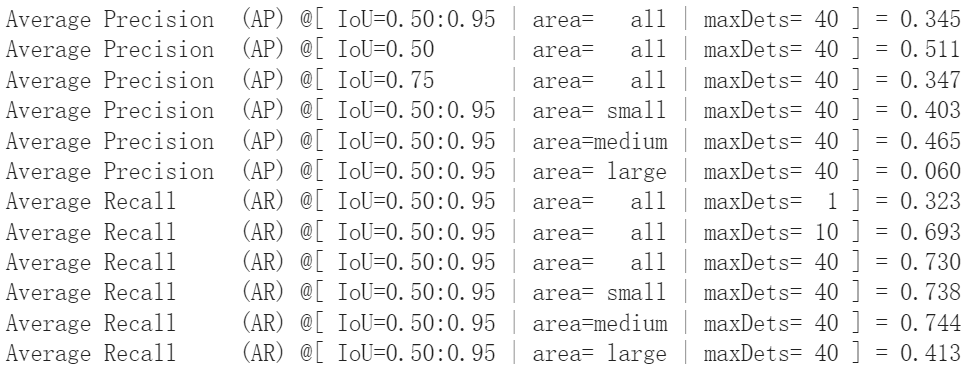 Average Precision  (AP) @[ IoU=0.50:0.95 | area=   all | maxDets= 40 ] = 0.345
Average Precision  (AP) @[ IoU=0.50      | area=   all | maxDets= 40 ] = 0.511
Average Precision  (AP) @[ IoU=0.75      | area=   all | maxDets= 40 ] = 0.347
Average Precision  (AP) @[ IoU=0.50:0.95 | area= small | maxDets= 40 ] = 0.403
Average Precision  (AP) @[ IoU=0.50:0.95 | area=medium | maxDets= 40 ] = 0.465
Average Precision  (AP) @[ IoU=0.50:0.95 | area= large | maxDets= 40 ] = 0.060
Average Recall     (AR) @[ IoU=0.50:0.95 | area=   all | maxDets=  1 ] = 0.323
Average Recall     (AR) @[ IoU=0.50:0.95 | area=   all | maxDets= 10 ] = 0.693
Average Recall     (AR) @[ IoU=0.50:0.95 | area=   all | maxDets= 40 ] = 0.730
Average Recall     (AR) @[ IoU=0.50:0.95 | area= small | maxDets= 40 ] = 0.738
Average Recall     (AR) @[ IoU=0.50:0.95 | area=medium | maxDets= 40 ] = 0.744
Average Recall     (AR) @[ IoU=0.50:0.95 | area= large | maxDets= 40 ] = 0.413